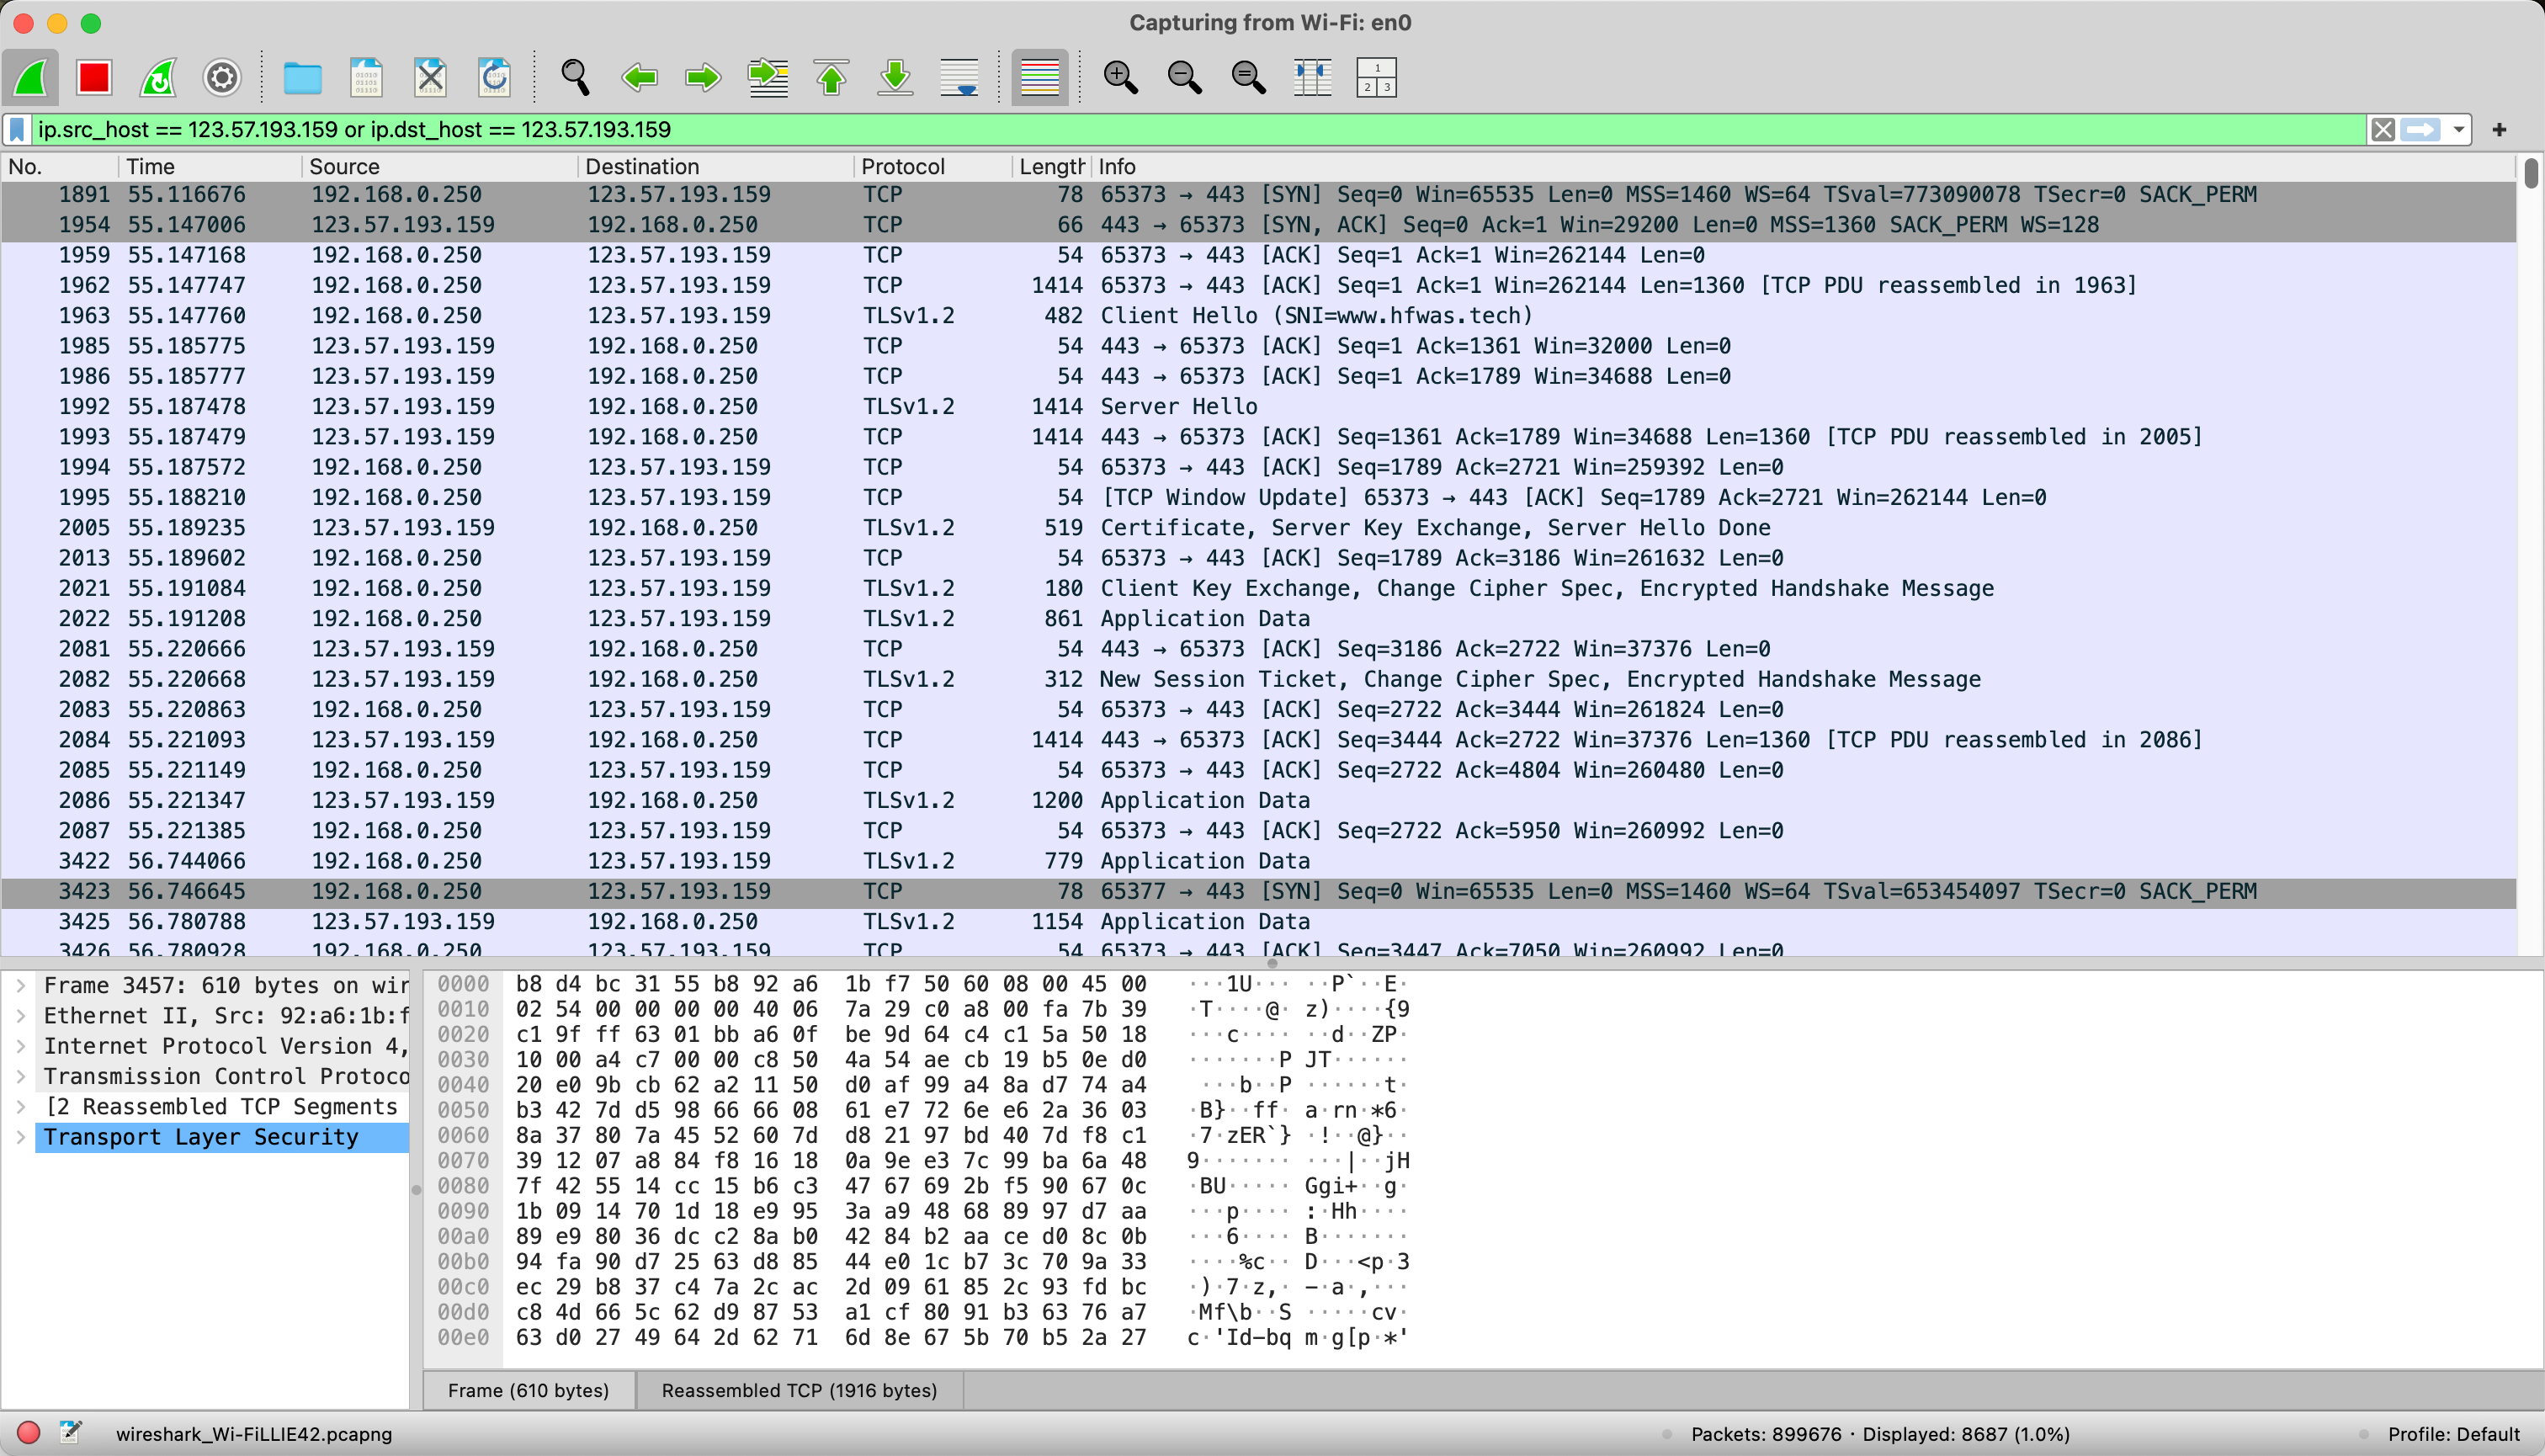 Capturing from Wi-Fi: en0
ip.src_host == 123.57.193.159 or ip.dst_host == 123.57.193.159
No. Time Source Destination Protocol Length Info
1891 55.116676 192.168.0.250 123.57.193.159 TCP 78 65373 → 443 [SYN] Seq=0 Win=65535 Len=0 MSS=1460 WS=64 TSval=773090078 TSecr=0 SACK_PERM
1954 55.147006 123.57.193.159 192.168.0.250 TCP 66 443 → 65373 [SYN, ACK] Seq=0 Ack=1 Win=29200 Len=0 MSS=1360 SACK_PERM WS=128
1959 55.147168 192.168.0.250 123.57.193.159 TCP 54 65373 → 443 [ACK] Seq=1 Ack=1 Win=262144 Len=0
1962 55.147747 192.168.0.250 123.57.193.159 TCP 1414 65373 → 443 [ACK] Seq=1 Ack=1 Win=262144 Len=1360 [TCP PDU reassembled in 1963]
1963 55.147760 192.168.0.250 123.57.193.159 TLSv1.2 482 Client Hello (SNI=www.hfwas.tech)
1985 55.185775 123.57.193.159 192.168.0.250 TCP 54 443 → 65373 [ACK] Seq=1 Ack=1361 Win=32000 Len=0
1986 55.185777 123.57.193.159 192.168.0.250 TCP 54 443 → 65373 [ACK] Seq=1 Ack=1789 Win=34688 Len=0
1992 55.187478 123.57.193.159 192.168.0.250 TLSv1.2 1414 Server Hello
1993 55.187479 123.57.193.159 192.168.0.250 TCP 1414 443 → 65373 [ACK] Seq=1361 Ack=1789 Win=34688 Len=1360 [TCP PDU reassembled in 2005]
1994 55.187572 192.168.0.250 123.57.193.159 TCP 54 65373 → 443 [ACK] Seq=1789 Ack=2721 Win=259392 Len=0
1995 55.188210 192.168.0.250 123.57.193.159 TCP 54 [TCP Window Update] 65373 → 443 [ACK] Seq=1789 Ack=2721 Win=262144 Len=0
2005 55.189235 123.57.193.159 192.168.0.250 TLSv1.2 519 Certificate, Server Key Exchange, Server Hello Done
2013 55.189602 192.168.0.250 123.57.193.159 TCP 54 65373 → 443 [ACK] Seq=1789 Ack=3186 Win=261632 Len=0
2021 55.191084 192.168.0.250 123.57.193.159 TLSv1.2 180 Client Key Exchange, Change Cipher Spec, Encrypted Handshake Message
2022 55.191208 192.168.0.250 123.57.193.159 TLSv1.2 861 Application Data
2081 55.220666 123.57.193.159 192.168.0.250 TCP 54 443 → 65373 [ACK] Seq=3186 Ack=2722 Win=37376 Len=0
2082 55.220668 123.57.193.159 192.168.0.250 TLSv1.2 312 New Session Ticket, Change Cipher Spec, Encrypted Handshake Message
2083 55.220863 192.168.0.250 123.57.193.159 TCP 54 65373 → 443 [ACK] Seq=2722 Ack=3444 Win=261824 Len=0
2084 55.221093 123.57.193.159 192.168.0.250 TCP 1414 443 → 65373 [ACK] Seq=3444 Ack=2722 Win=37376 Len=1360 [TCP PDU reassembled in 2086]
2085 55.221149 192.168.0.250 123.57.193.159 TCP 54 65373 → 443 [ACK] Seq=2722 Ack=4804 Win=260480 Len=0
2086 55.221347 123.57.193.159 192.168.0.250 TLSv1.2 1200 Application Data
2087 55.221385 192.168.0.250 123.57.193.159 TCP 54 65373 → 443 [ACK] Seq=2722 Ack=5950 Win=260992 Len=0
3422 56.744066 192.168.0.250 123.57.193.159 TLSv1.2 779 Application Data
3423 56.746645 192.168.0.250 123.57.193.159 TCP 78 65377 → 443 [SYN] Seq=0 Win=65535 Len=0 MSS=1460 WS=64 TSval=653454097 TSecr=0 SACK_PERM
3425 56.780788 123.57.193.159 192.168.0.250 TLSv1.2 1154 Application Data
3426 56.780928 192.168.0.250 123.57.193.159 TCP 54 65373 → 443 [ACK] Seq=3447 Ack=7050 Win=260992 Len=0
Frame 3457: 610 bytes on wir
Ethernet II, Src: 92:a6:1b:f
Internet Protocol Version 4,
Transmission Control Protoco
[2 Reassembled TCP Segments
Transport Layer Security
0000 b8 d4 bc 31 55 b8 92 a6 1b f7 50 60 08 00 45 00 ···1U··· ··P`··E·
0010 02 54 00 00 00 00 40 06 7a 29 c0 a8 00 fa 7b 39 ·T····@· z)····{9
0020 c1 9f ff 63 01 bb a6 0f be 9d 64 c4 c1 5a 50 18 ···c···· ··d··ZP·
0030 10 00 a4 c7 00 00 c8 50 4a 54 ae cb 19 b5 0e d0 ·······P JT······
0040 20 e0 9b cb 62 a2 11 50 d0 af 99 a4 8a d7 74 a4 ···b··P ······t·
0050 b3 42 7d d5 98 66 66 08 61 e7 72 6e e6 2a 36 03 ·B}··ff· a·rn·*6·
0060 8a 37 80 7a 45 52 60 7d d8 21 97 bd 40 7d f8 c1 ·7·zER`} ·!··@}··
0070 39 12 07 a8 84 f8 16 18 0a 9e e3 7c 99 ba 6a 48 9······· ···|··jH
0080 7f 42 55 14 cc 15 b6 c3 47 67 69 2b f5 90 67 0c ·BU····· Ggi+··g·
0090 1b 09 14 70 1d 18 e9 95 3a a9 48 68 89 97 d7 aa ···p···· :·Hh····
00a0 89 e9 80 36 dc c2 8a b0 42 84 b2 aa ce d0 8c 0b ···6···· B·······
00b0 94 fa 90 d7 25 63 d8 85 44 e0 1c b7 3c 70 9a 33 ····%c·· D···<p·3
00c0 ec 29 b8 37 c4 7a 2c ac 2d 09 61 85 2c 93 fd bc ·)·7·z,· -·a·,···
00d0 c8 4d 66 5c 62 d9 87 53 a1 cf 80 91 b3 63 76 a7 ·Mf\b··S ·····cv·
00e0 63 d0 27 49 64 2d 62 71 6d 8e 67 5b 70 b5 2a 27 c·'Id-bq m·g[p·*'
Frame (610 bytes) Reassembled TCP (1916 bytes)
wireshark_Wi-FiLLIE42.pcapng Packets: 899676 · Displayed: 8687 (1.0%) Profile: Default